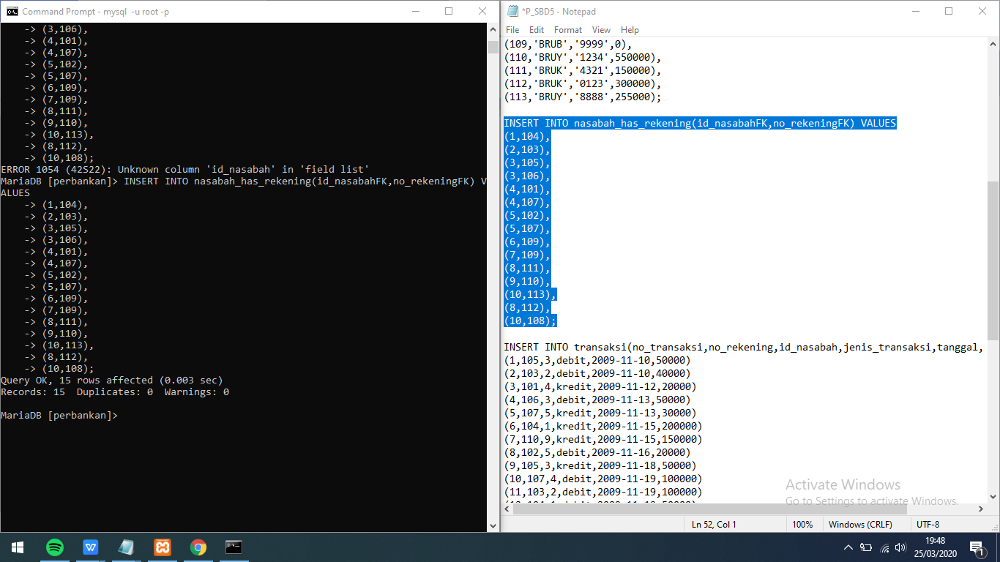 Command Prompt - mysql -u root -p
-> (3,106),
-> (4,101),
-> (4,107),
-> (5,102),
-> (5,107),
-> (6,109),
-> (7,109),
-> (8,111),
-> (9,110),
-> (10,113),
-> (8,112),
-> (10,108);
ERROR 1054 (42S22): Unknown column 'id_nasabah' in 'field list'
MariaDB [perbankan]> INSERT INTO nasabah_has_rekening(id_nasabahFK,no_rekeningFK) V
ALUES
-> (1,104),
-> (2,103),
-> (3,105),
-> (3,106),
-> (4,101),
-> (4,107),
-> (5,102),
-> (5,107),
-> (6,109),
-> (7,109),
-> (8,111),
-> (9,110),
-> (10,113),
-> (8,112),
-> (10,108);
Query OK, 15 rows affected (0.003 sec)
Records: 15  Duplicates: 0  Warnings: 0
MariaDB [perbankan]>
*P_SBD5 - Notepad
File Edit Format View Help
(109,'BRUB','9999',0),
(110,'BRUY','1234',550000),
(111,'BRUK','4321',150000),
(112,'BRUK','0123',300000),
(113,'BRUY','8888',255000);
INSERT INTO nasabah_has_rekening(id_nasabahFK,no_rekeningFK) VALUES
(1,104),
(2,103),
(3,105),
(3,106),
(4,101),
(4,107),
(5,102),
(5,107),
(6,109),
(7,109),
(8,111),
(9,110),
(10,113),
(8,112),
(10,108);
INSERT INTO transaksi(no_transaksi,no_rekening,id_nasabah,jenis_transaksi,tanggal,
(1,105,3,debit,2009-11-10,50000)
(2,103,2,debit,2009-11-10,40000)
(3,101,4,kredit,2009-11-12,20000)
(4,106,3,debit,2009-11-13,50000)
(5,107,5,kredit,2009-11-13,30000)
(6,104,1,kredit,2009-11-15,200000)
(7,110,9,kredit,2009-11-15,150000)
(8,102,5,debit,2009-11-16,20000)
(9,105,3,kredit,2009-11-18,50000)
(10,107,4,debit,2009-11-19,100000)
(11,103,2,debit,2009-11-19,100000)
Activate Windows
Go to Settings to activate Windows.
Ln 52, Col 1
100%
Windows (CRLF)
UTF-8
19:48
25/03/2020
1